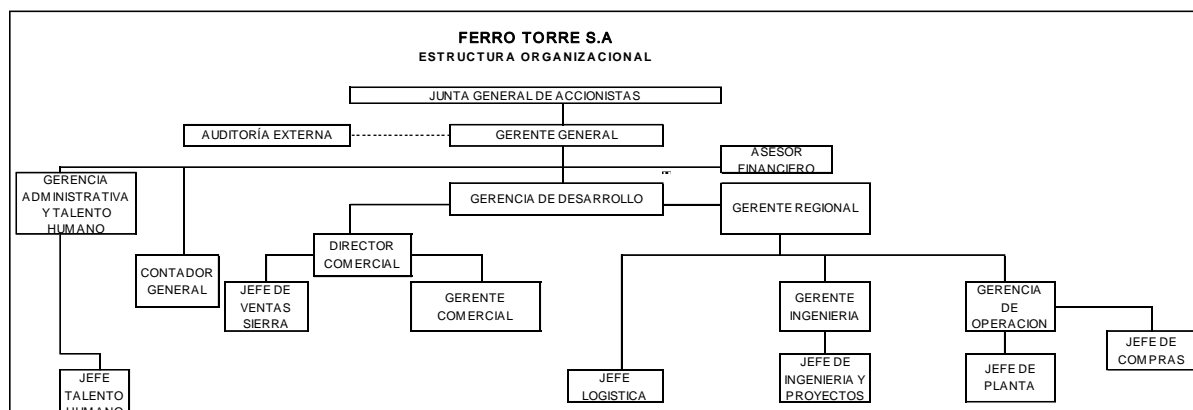 FERRO TORRE S.A
ESTRUCTURA ORGANIZACIONAL
JUNTA GENERAL DE ACCIONISTAS
AUDITORÍA EXTERNA
GERENTE GENERAL
ASESOR
FINANCIERO
GERENCIA
ADMINISTRATIVA
Y TALENTO
HUMANO
GERENCIA DE DESARROLLO
GERENTE REGIONAL
DIRECTOR
COMERCIAL
CONTADOR
GENERAL
JEFE DE
VENTAS
SIERRA
GERENTE
COMERCIAL
GERENTE
INGENIERIA
GERENCIA
DE
OPERACION
JEFE DE
COMPRAS
JEFE
TALENTO
HUMANO
JEFE
LOGISTICA
JEFE DE
INGENIERIA Y
PROYECTOS
JEFE DE
PLANTA